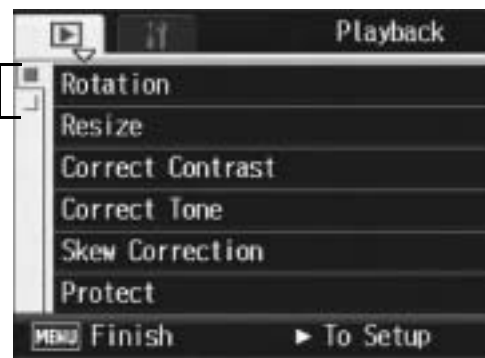 Playback
Rotation
Resize
Correct Contrast
Correct Tone
Skew Correction
Protect
MENU Finish ► To Setup